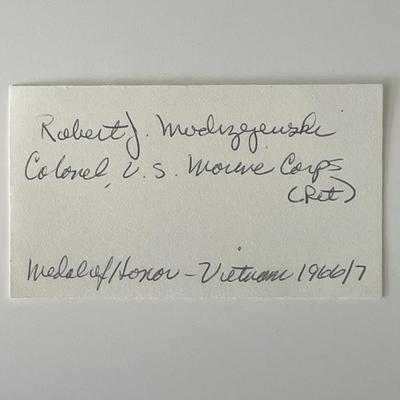 Robert J. Modrzejewski
Colonel, U.S. Marine Corps
(Ret)
Medal of Honor - Vietnam 1966/7